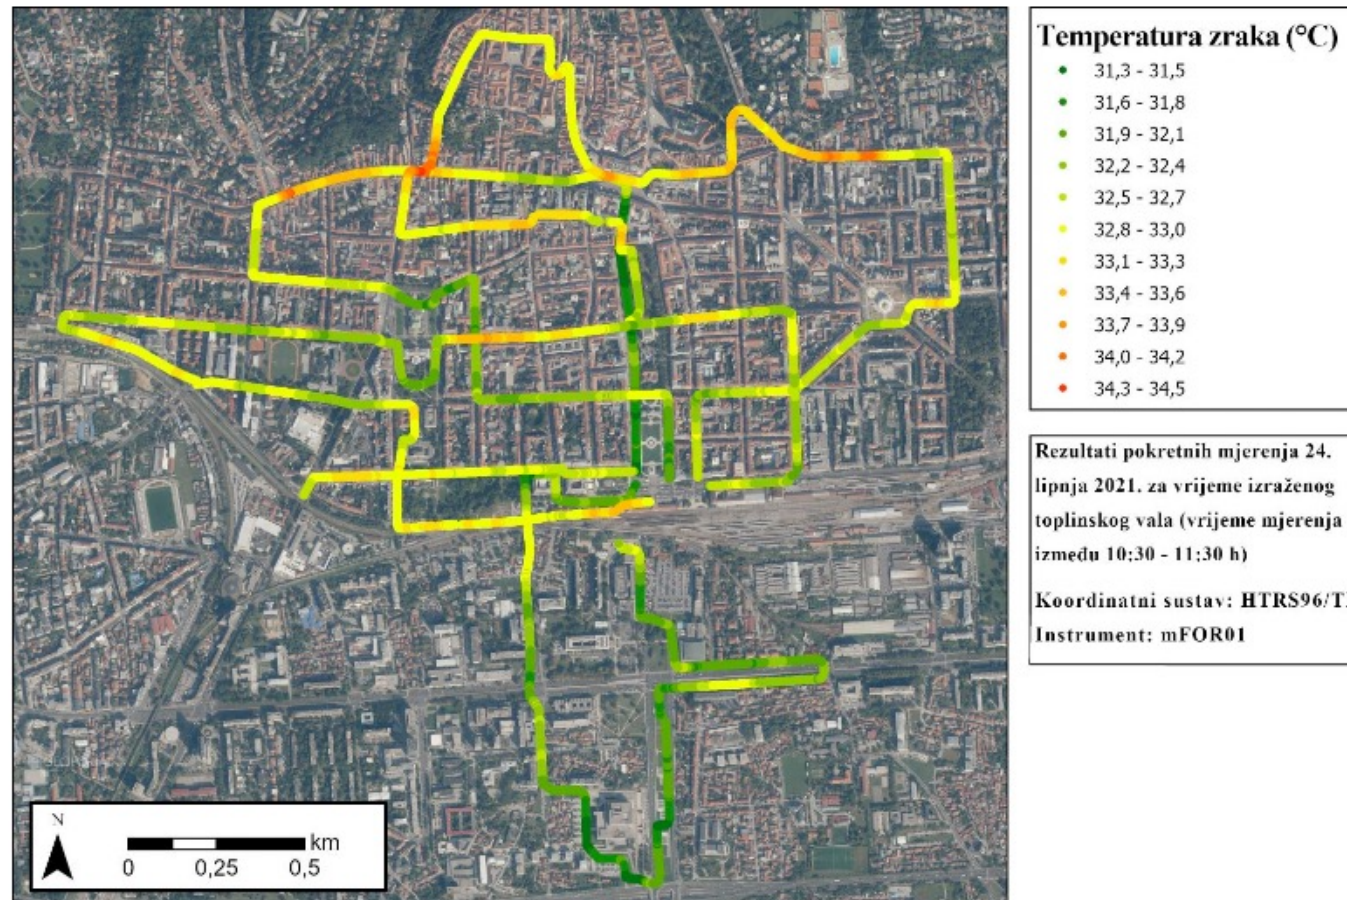 Temperatura zraka (°C)
31,3 - 31,5
31,6 - 31,8
31,9 - 32,1
32,2 - 32,4
32,5 - 32,7
32,8 - 33,0
33,1 - 33,3
33,4 - 33,6
33,7 - 33,9
34,0 - 34,2
34,3 - 34,5
Rezultati pokretnih mjerenja 24.
lipnja 2021. za vrijeme izraženog
toplinskog vala (vrijeme mjerenja
između 10;30 - 11;30 h)
Koordinatni sustav: HTRS96/T
Instrument: mFOR01
N
km
0 0,25 0,5